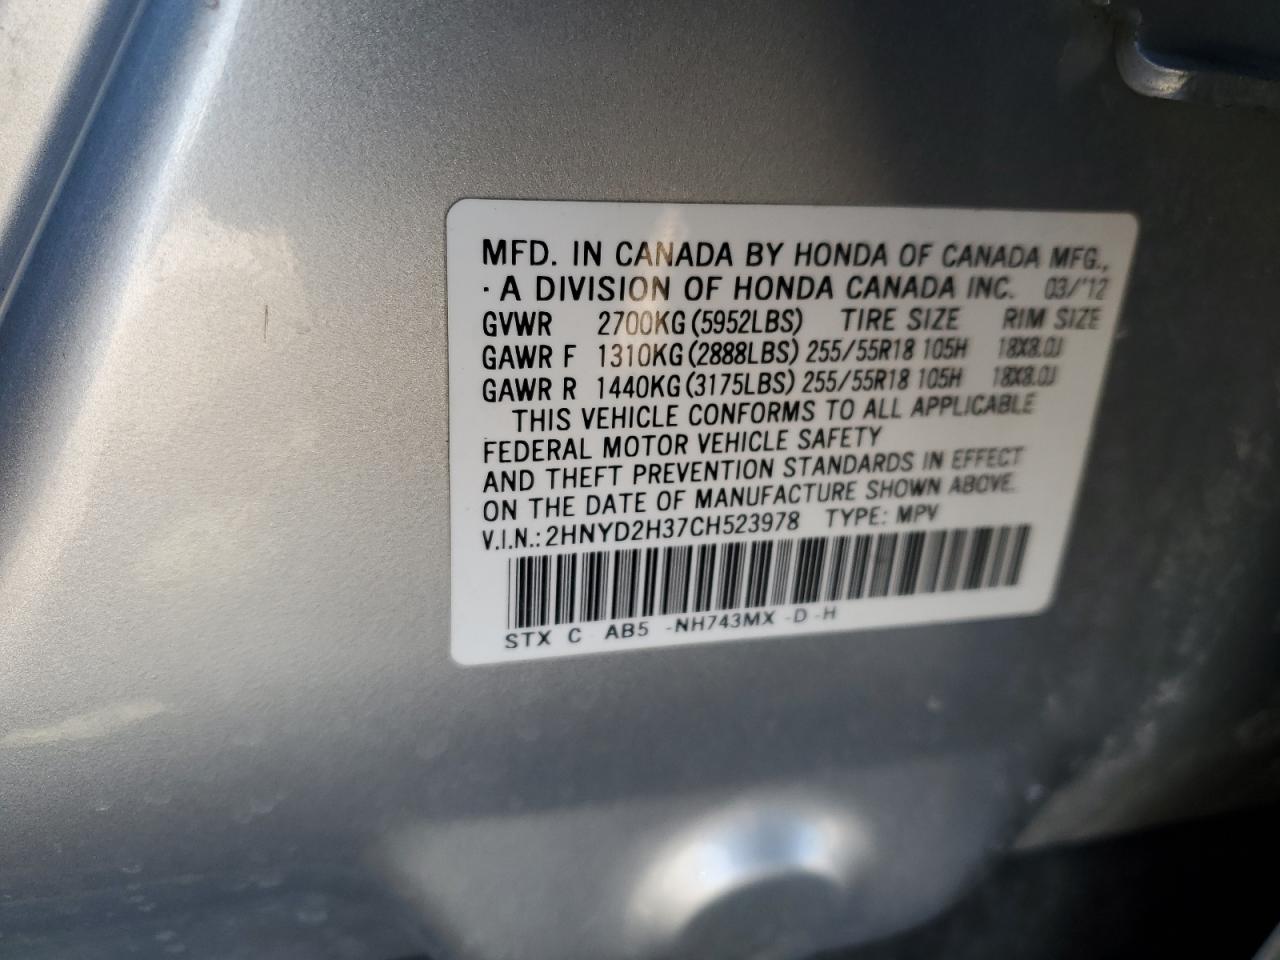 MFD. IN CANADA BY HONDA OF CANADA MFG.,
· A DIVISION OF HONDA CANADA INC. 03/'12
GVWR 2700KG (5952LBS) TIRE SIZE RIM SIZE
GAWR F 1310KG (2888LBS) 255/55R18 105H 18X8.0J
GAWR R 1440KG (3175LBS) 255/55R18 105H 18X8.0J
THIS VEHICLE CONFORMS TO ALL APPLICABLE
FEDERAL MOTOR VEHICLE SAFETY
AND THEFT PREVENTION STANDARDS IN EFFECT
ON THE DATE OF MANUFACTURE SHOWN ABOVE.
V.I.N.: 2HNYD2H37CH523978 TYPE: MPV
STX C AB5 -NH743MX -D -H